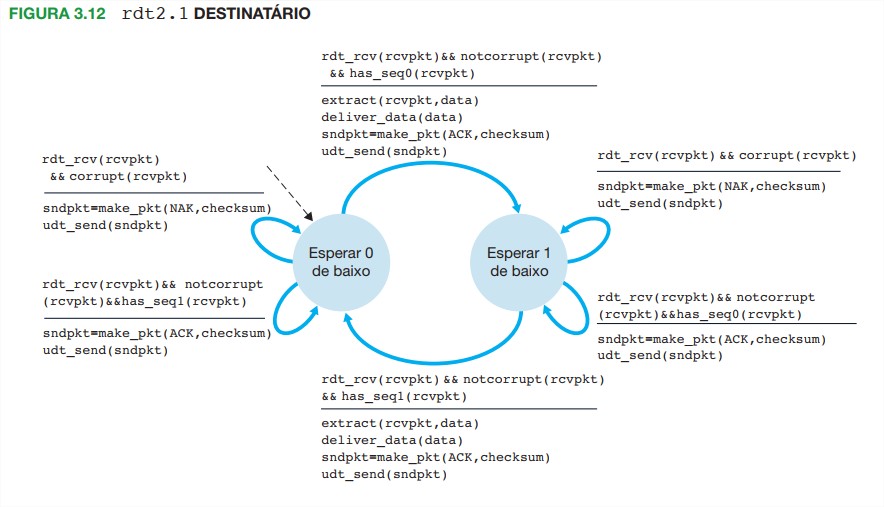 FIGURA 3.12 rdt2.1 DESTINATÁRIO
rdt_rcv(rcvpkt)&& notcorrupt(rcvpkt)
&& has_seq0(rcvpkt)
extract(rcvpkt,data)
deliver_data(data)
sndpkt=make_pkt(ACK,checksum)
udt_send(sndpkt)
rdt_rcv(rcvpkt)
&& corrupt(rcvpkt)
sndpkt=make_pkt(NAK,checksum)
udt_send(sndpkt)
rdt_rcv(rcvpkt) && corrupt(rcvpkt)
sndpkt=make_pkt(NAK,checksum)
udt_send(sndpkt)
Esperar 0
de baixo
Esperar 1
de baixo
rdt_rcv(rcvpkt)&& notcorrupt
(rcvpkt)&&has_seq1(rcvpkt)
sndpkt=make_pkt(ACK,checksum)
udt_send(sndpkt)
rdt_rcv(rcvpkt)&& notcorrupt
(rcvpkt)&&has_seq0(rcvpkt)
sndpkt=make_pkt(ACK,checksum)
udt_send(sndpkt)
rdt_rcv(rcvpkt) && notcorrupt(rcvpkt)
&& has_seq1(rcvpkt)
extract(rcvpkt,data)
deliver_data(data)
sndpkt=make_pkt(ACK,checksum)
udt_send(sndpkt)